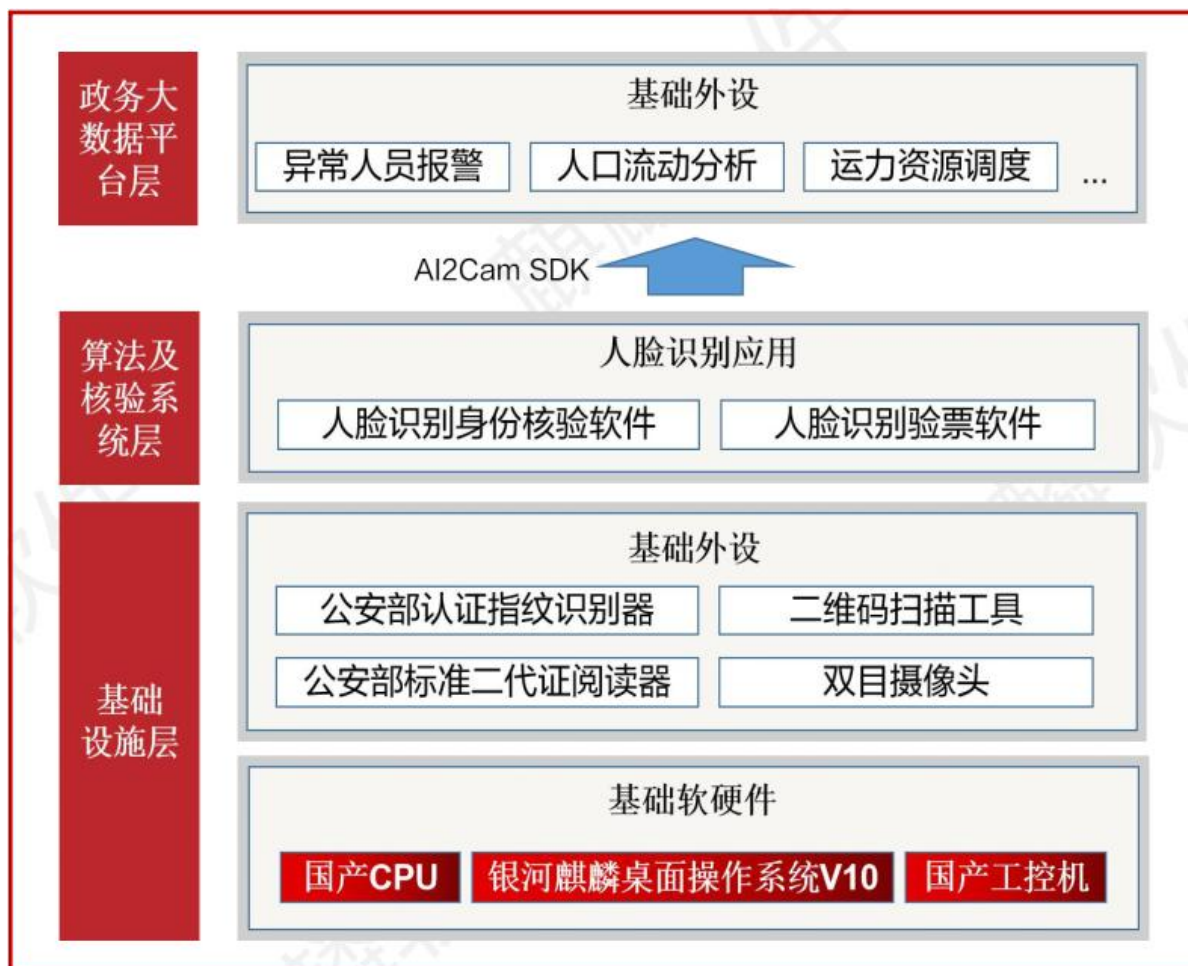 政务大
数据平
台层
基础外设
异常人员报警
人口流动分析
运力资源调度
...
AI2Cam SDK
算法及
核验系
统层
人脸识别应用
人脸识别身份核验软件
人脸识别验票软件
基础
设施层
基础外设
公安部认证指纹识别器
二维码扫描工具
公安部标准二代证阅读器
双目摄像头
基础软硬件
国产CPU
银河麒麟桌面操作系统V10
国产工控机